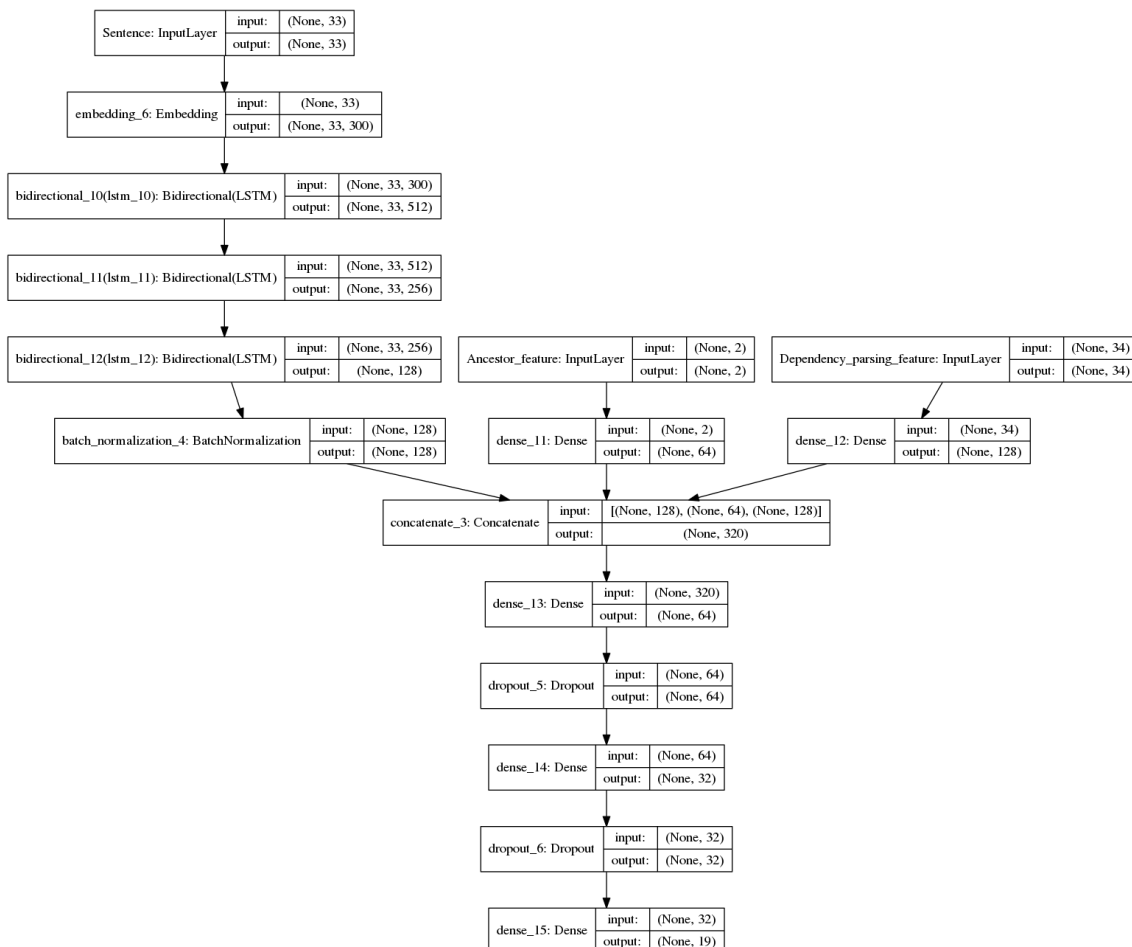 Sentence: InputLayer
input: (None, 33)
output: (None, 33)
embedding_6: Embedding
input: (None, 33)
output: (None, 33, 300)
bidirectional_10(lstm_10): Bidirectional(LSTM)
input: (None, 33, 300)
output: (None, 33, 512)
bidirectional_11(lstm_11): Bidirectional(LSTM)
input: (None, 33, 512)
output: (None, 33, 256)
bidirectional_12(lstm_12): Bidirectional(LSTM)
input: (None, 33, 256)
output: (None, 128)
Ancestor_feature: InputLayer
input: (None, 2)
output: (None, 2)
Dependency_parsing_feature: InputLayer
input: (None, 34)
output: (None, 34)
batch_normalization_4: BatchNormalization
input: (None, 128)
output: (None, 128)
dense_11: Dense
input: (None, 2)
output: (None, 64)
dense_12: Dense
input: (None, 34)
output: (None, 128)
concatenate_3: Concatenate
input: [(None, 128), (None, 64), (None, 128)]
output: (None, 320)
dense_13: Dense
input: (None, 320)
output: (None, 64)
dropout_5: Dropout
input: (None, 64)
output: (None, 64)
dense_14: Dense
input: (None, 64)
output: (None, 32)
dropout_6: Dropout
input: (None, 32)
output: (None, 32)
dense_15: Dense
input: (None, 32)
output: (None, 19)